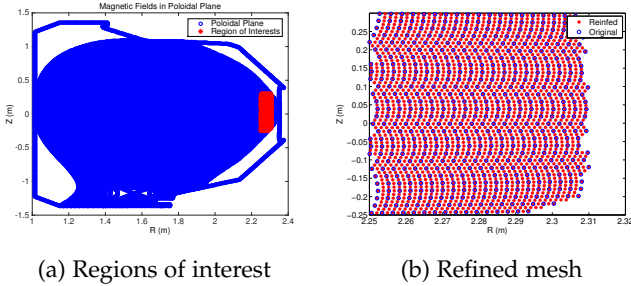 Magnetic Fields in Poloidal Plane
1.5
1
0.5
0
-0.5
-1
-1.5
Z (m)
Poloidal Plane
Region of Interests
1 1.2 1.4 1.6 1.8 2 2.2 2.4
R (m)
(a) Regions of interest
0.25
0.2
0.15
0.1
0.05
0
-0.05
-0.1
-0.15
-0.2
-0.25
Z (m)
Reinfed
Original
2.25 2.26 2.27 2.28 2.29 2.3 2.31 2.32
R (m)
(b) Refined mesh